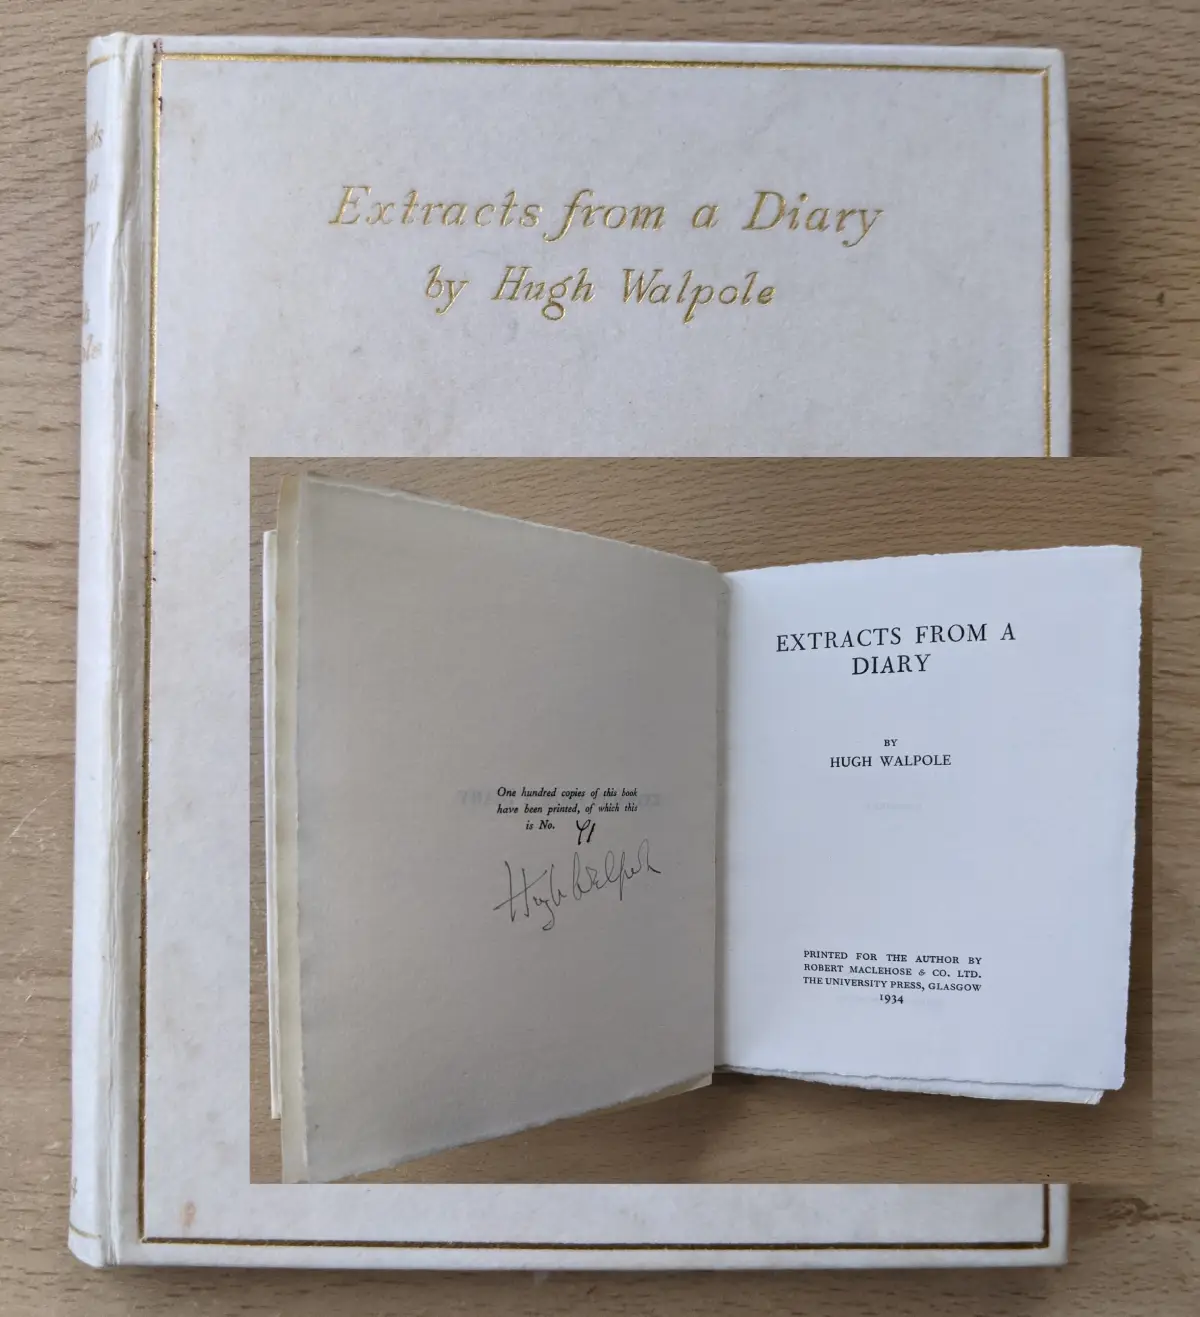 Extracts from a Diary
by Hugh Walpole
One hundred copies of this book
have been printed, of which this
is No. 41
Hugh Walpole
EXTRACTS FROM A
DIARY
BY
HUGH WALPOLE
PRINTED FOR THE AUTHOR BY
ROBERT MACLEHOSE & CO. LTD.
THE UNIVERSITY PRESS, GLASGOW
1934